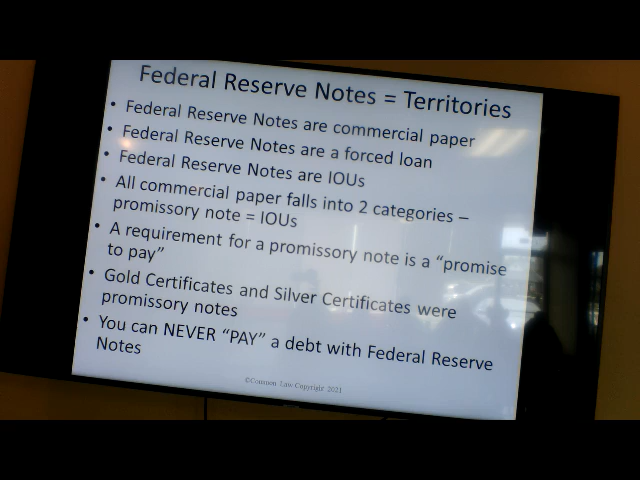 Federal Reserve Notes = Territories
• Federal Reserve Notes are commercial paper
• Federal Reserve Notes are a forced loan
• Federal Reserve Notes are IOUs
• All commercial paper falls into 2 categories –
promissory note = IOUs
• A requirement for a promissory note is a “promise
to pay”
• Gold Certificates and Silver Certificates were
promissory notes
• You can NEVER “PAY” a debt with Federal Reserve
Notes
©Common Law Copyright 2021